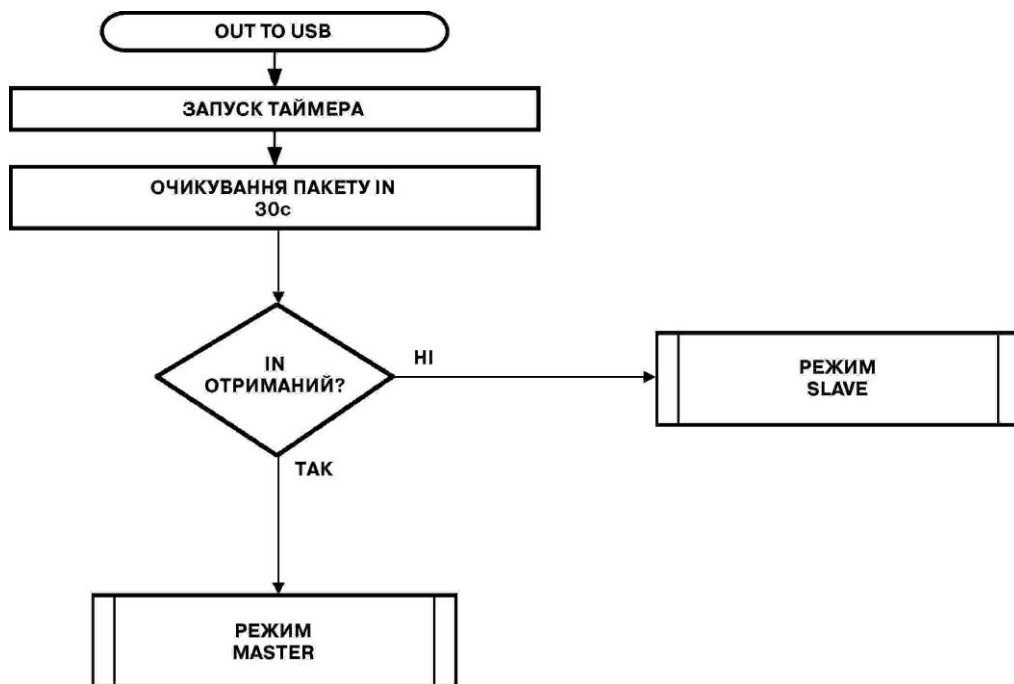 OUT TO USB
ЗАПУСК ТАЙМЕРА
ОЧИКУВАННЯ ПАКЕТУ IN
30с
IN
ОТРИМАНИЙ?
НІ
РЕЖИМ
SLAVE
ТАК
РЕЖИМ
MASTER